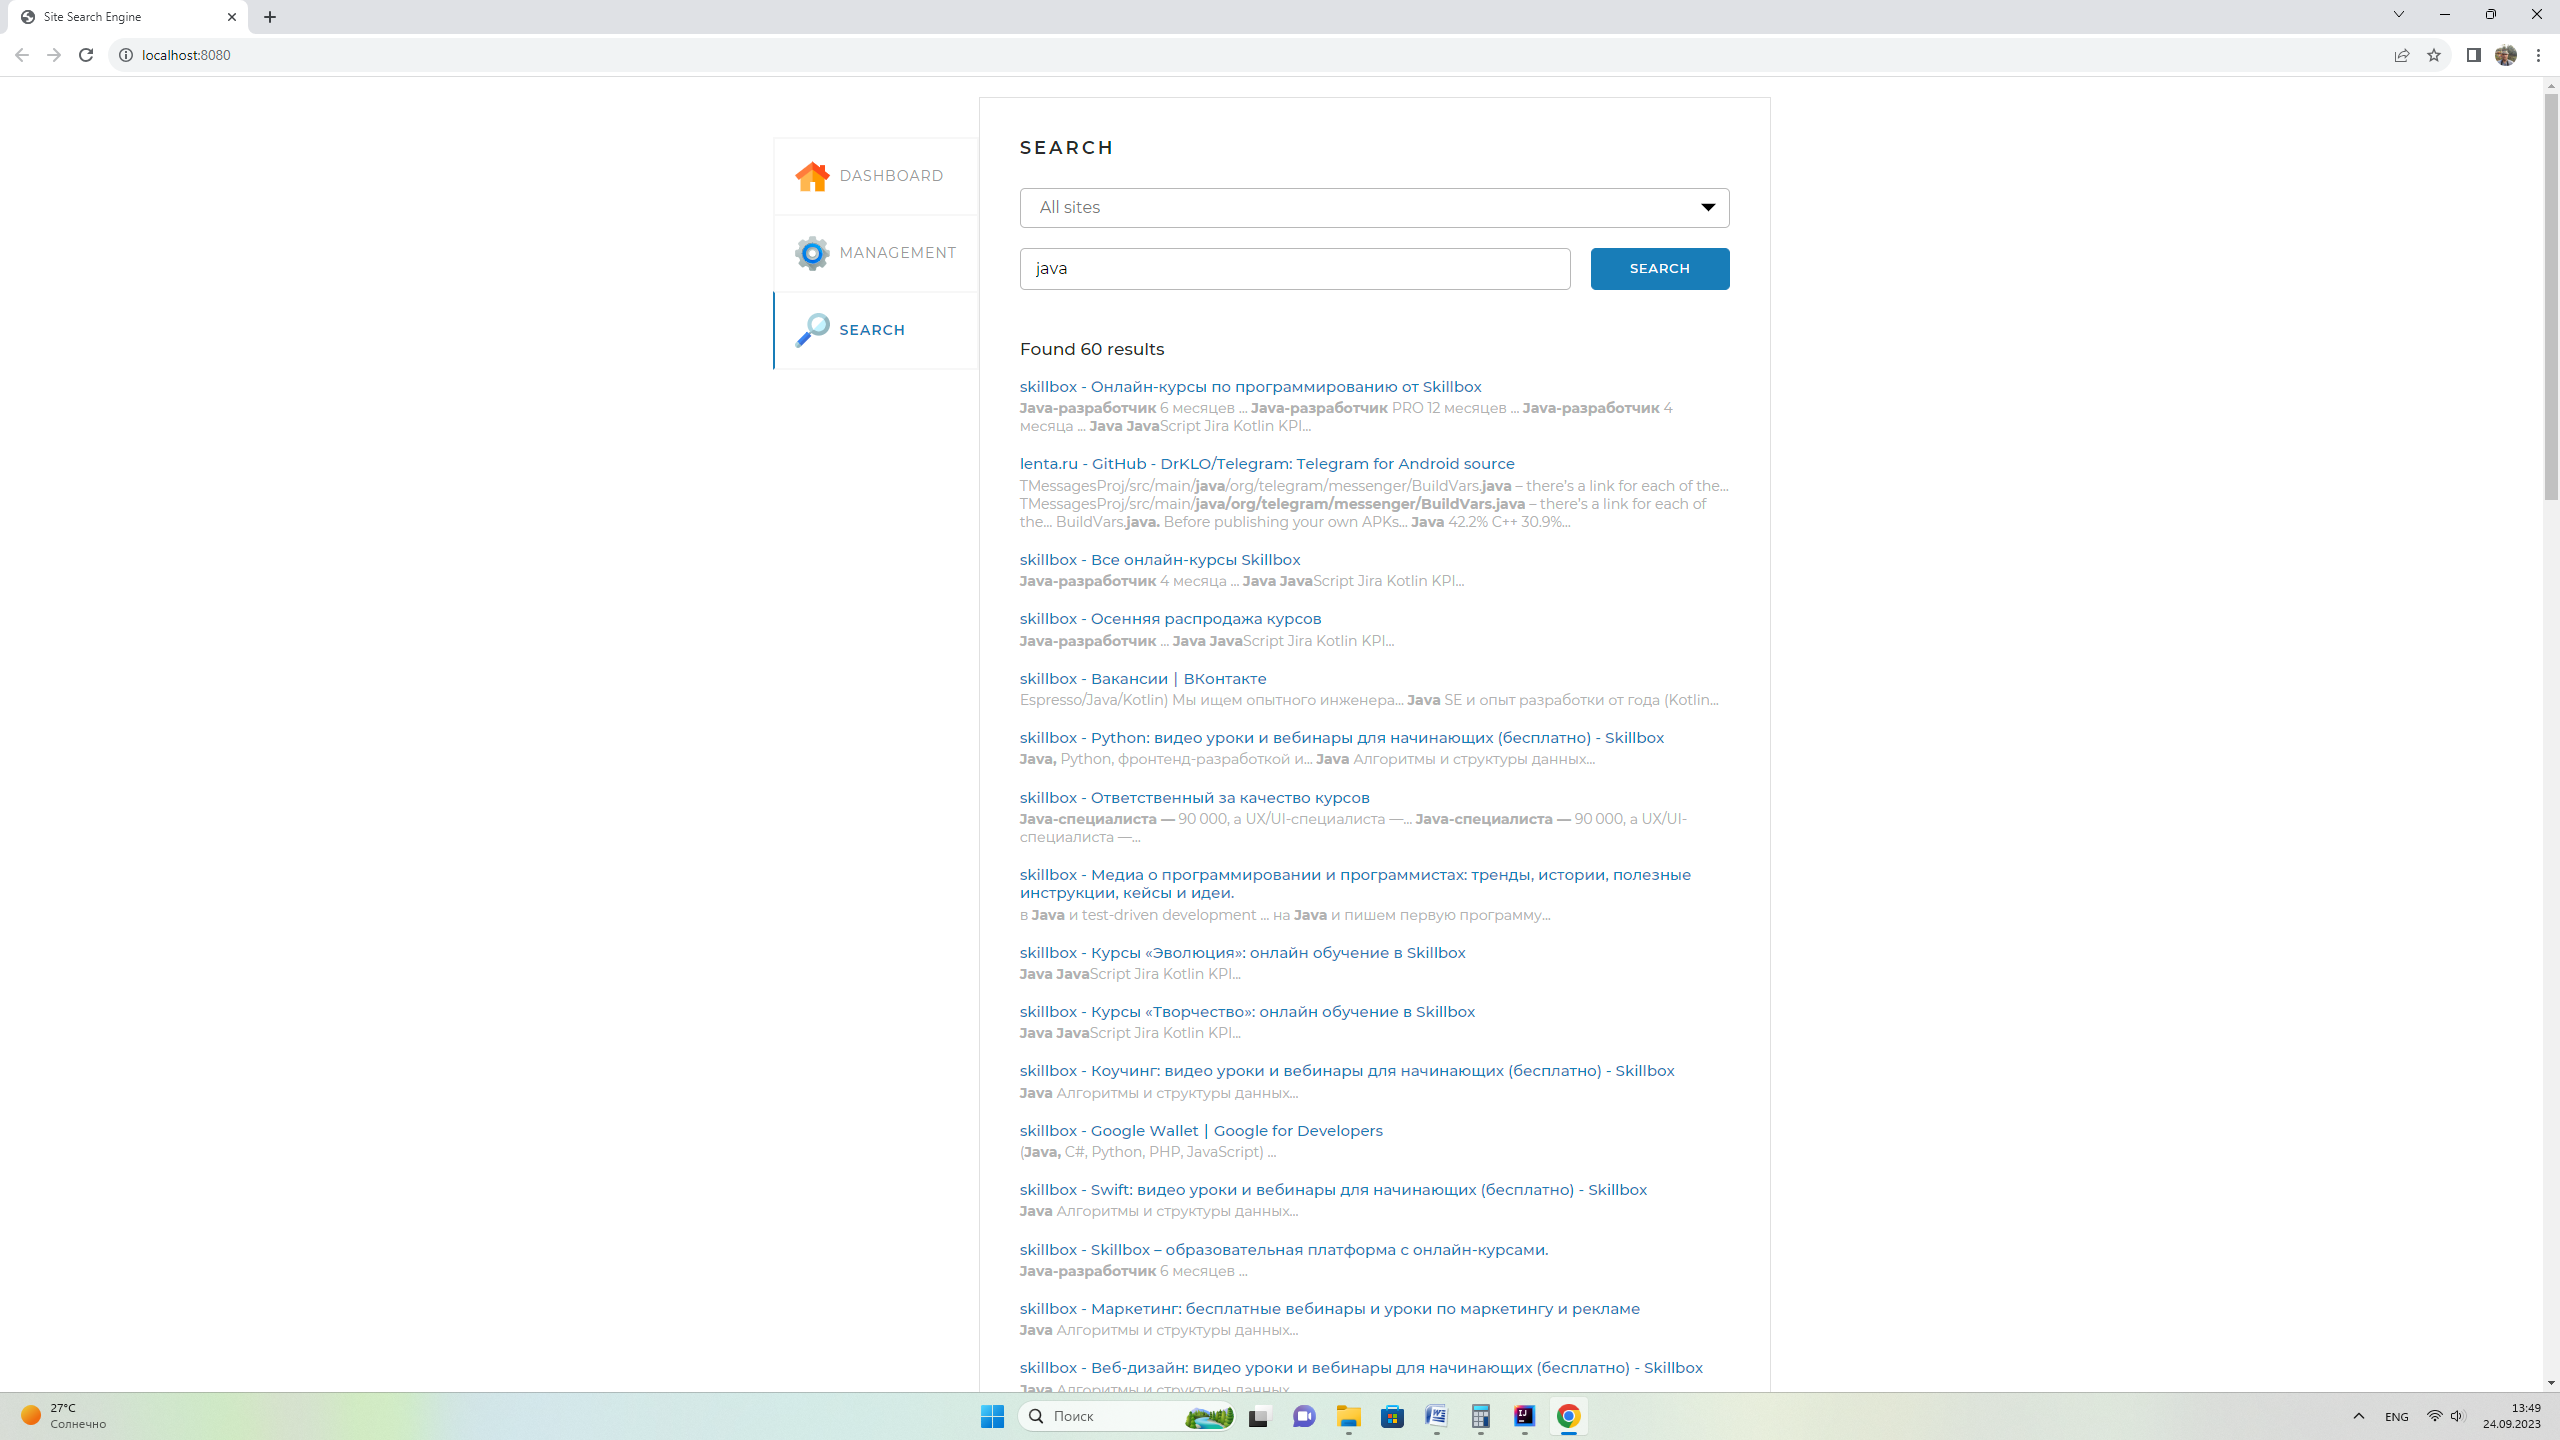 Site Search Engine
localhost:8080
DASHBOARD
MANAGEMENT
SEARCH
SEARCH
All sites
java
SEARCH
Found 60 results
skillbox - Онлайн-курсы по программированию от Skillbox
Java-разработчик 6 месяцев ... Java-разработчик PRO 12 месяцев ... Java-разработчик 4
месяца ... Java JavaScript Jira Kotlin KPI...
lenta.ru - GitHub - DrKLO/Telegram: Telegram for Android source
TMessagesProj/src/main/java/org/telegram/messenger/BuildVars.java – there's a link for each of the...
TMessagesProj/src/main/java/org/telegram/messenger/BuildVars.java – there's a link for each of
the... BuildVars.java. Before publishing your own APKs... Java 42.2% C++ 30.9%...
skillbox - Все онлайн-курсы Skillbox
Java-разработчик 4 месяца ... Java JavaScript Jira Kotlin KPI...
skillbox - Осенняя распродажа курсов
Java-разработчик ... Java JavaScript Jira Kotlin KPI...
skillbox - Вакансии | ВКонтакте
Espresso/Java/Kotlin) Мы ищем опытного инженера... Java SE и опыт разработки от года (Kotlin...
skillbox - Python: видео уроки и вебинары для начинающих (бесплатно) - Skillbox
Java, Python, фронтенд-разработкой и... Java Алгоритмы и структуры данных...
skillbox - Ответственный за качество курсов
Java-специалиста — 90 000, а UX/UI-специалиста —... Java-специалиста — 90 000, а UX/UI-
специалиста —...
skillbox - Медиа о программировании и программистах: тренды, истории, полезные
инструкции, кейсы и идеи.
в Java и test-driven development ... на Java и пишем первую программу...
skillbox - Курсы «Эволюция»: онлайн обучение в Skillbox
Java JavaScript Jira Kotlin KPI...
skillbox - Курсы «Творчество»: онлайн обучение в Skillbox
Java JavaScript Jira Kotlin KPI...
skillbox - Коучинг: видео уроки и вебинары для начинающих (бесплатно) - Skillbox
Java Алгоритмы и структуры данных...
skillbox - Google Wallet | Google for Developers
(Java, C#, Python, PHP, JavaScript) ...
skillbox - Swift: видео уроки и вебинары для начинающих (бесплатно) - Skillbox
Java Алгоритмы и структуры данных...
skillbox - Skillbox – образовательная платформа с онлайн-курсами.
Java-разработчик 6 месяцев ...
skillbox - Маркетинг: бесплатные вебинары и уроки по маркетингу и рекламе
Java Алгоритмы и структуры данных...
skillbox - Веб-дизайн: видео уроки и вебинары для начинающих (бесплатно) - Skillbox
Java Алгоритмы и структуры данных...
27°C
Солнечно
Поиск
ENG
13:49
24.09.2023